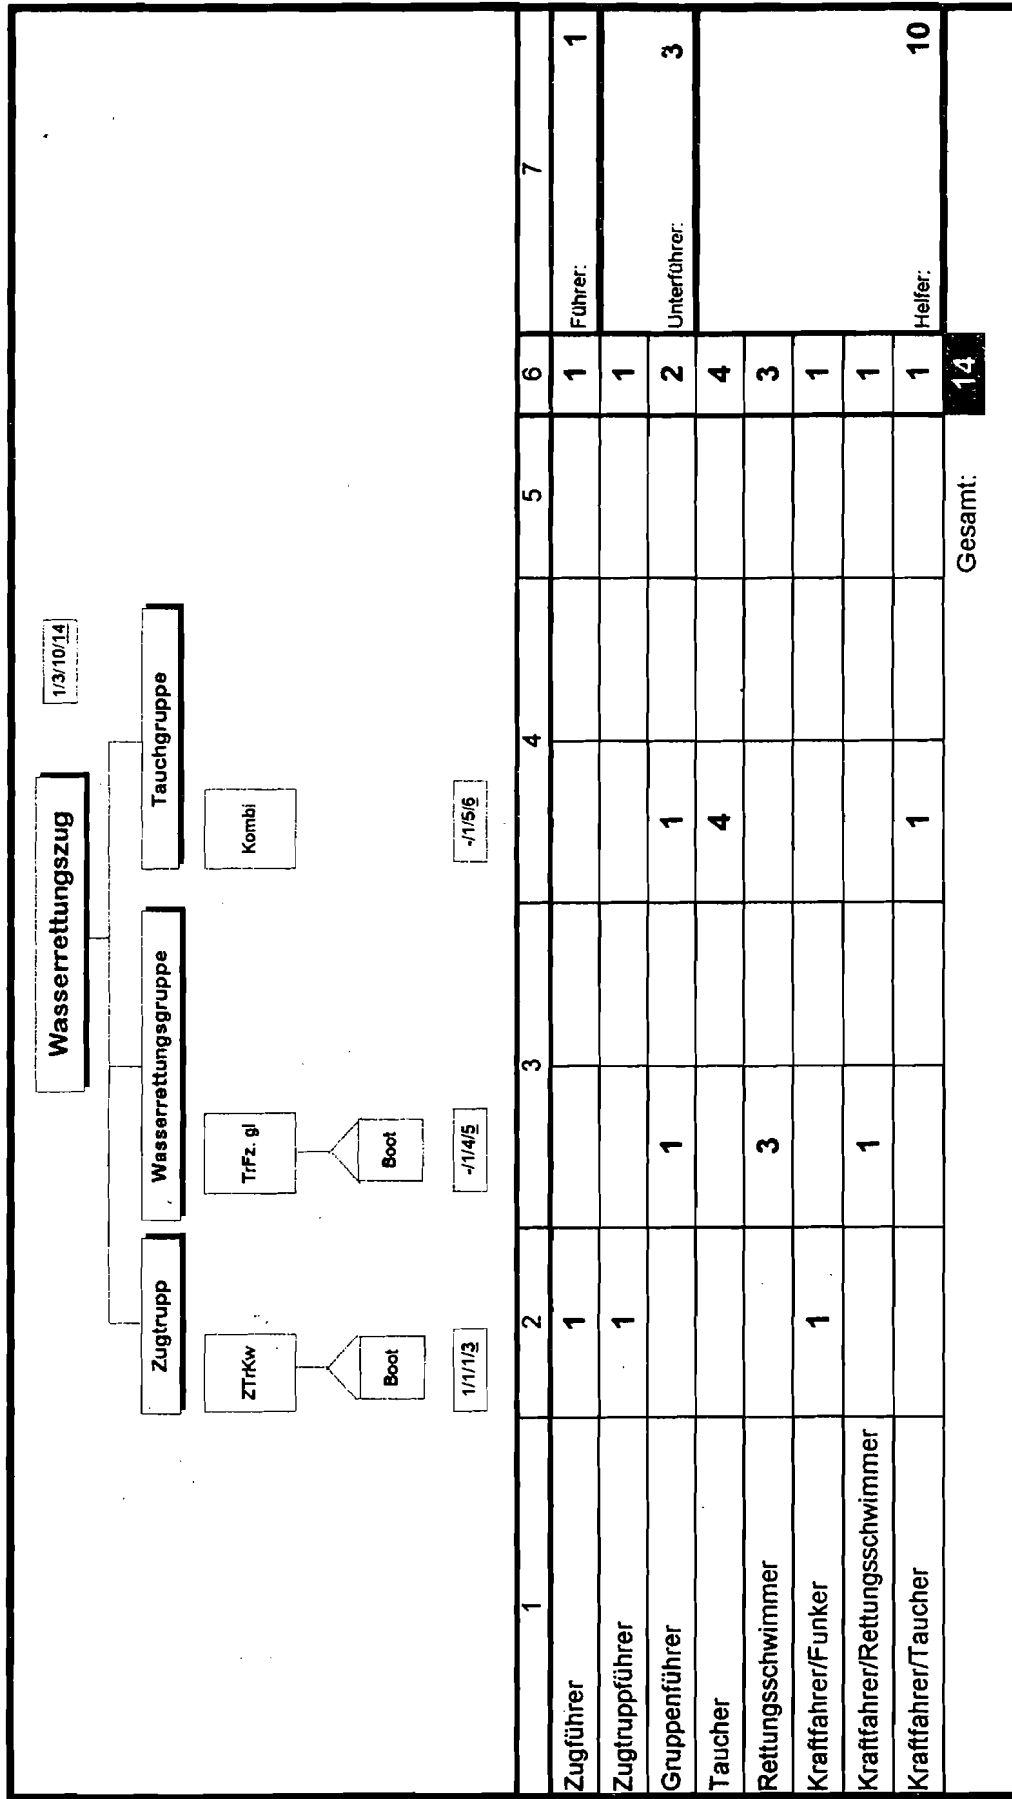 Wasserrettungszug
1/3/10/14
Zugtrupp Wasserrettungsgruppe Tauchgruppe
ZTrKw TrFz. gl Kombi
Boot Boot
1/1/1/3 -/1/4/5 -/1/5/6
1 2 3 4 5 6 7
Zugführer 1 1 Führer: 1
Zugtruppführer 1 1
Gruppenführer 1 1 2 Unterführer: 3
Taucher 4 4
Rettungsschwimmer 3 3
Kraftfahrer/Funker 1 1
Kraftfahrer/Rettungsschwimmer 1 1
Kraftfahrer/Taucher 1 1 Helfer: 10
Gesamt: 14